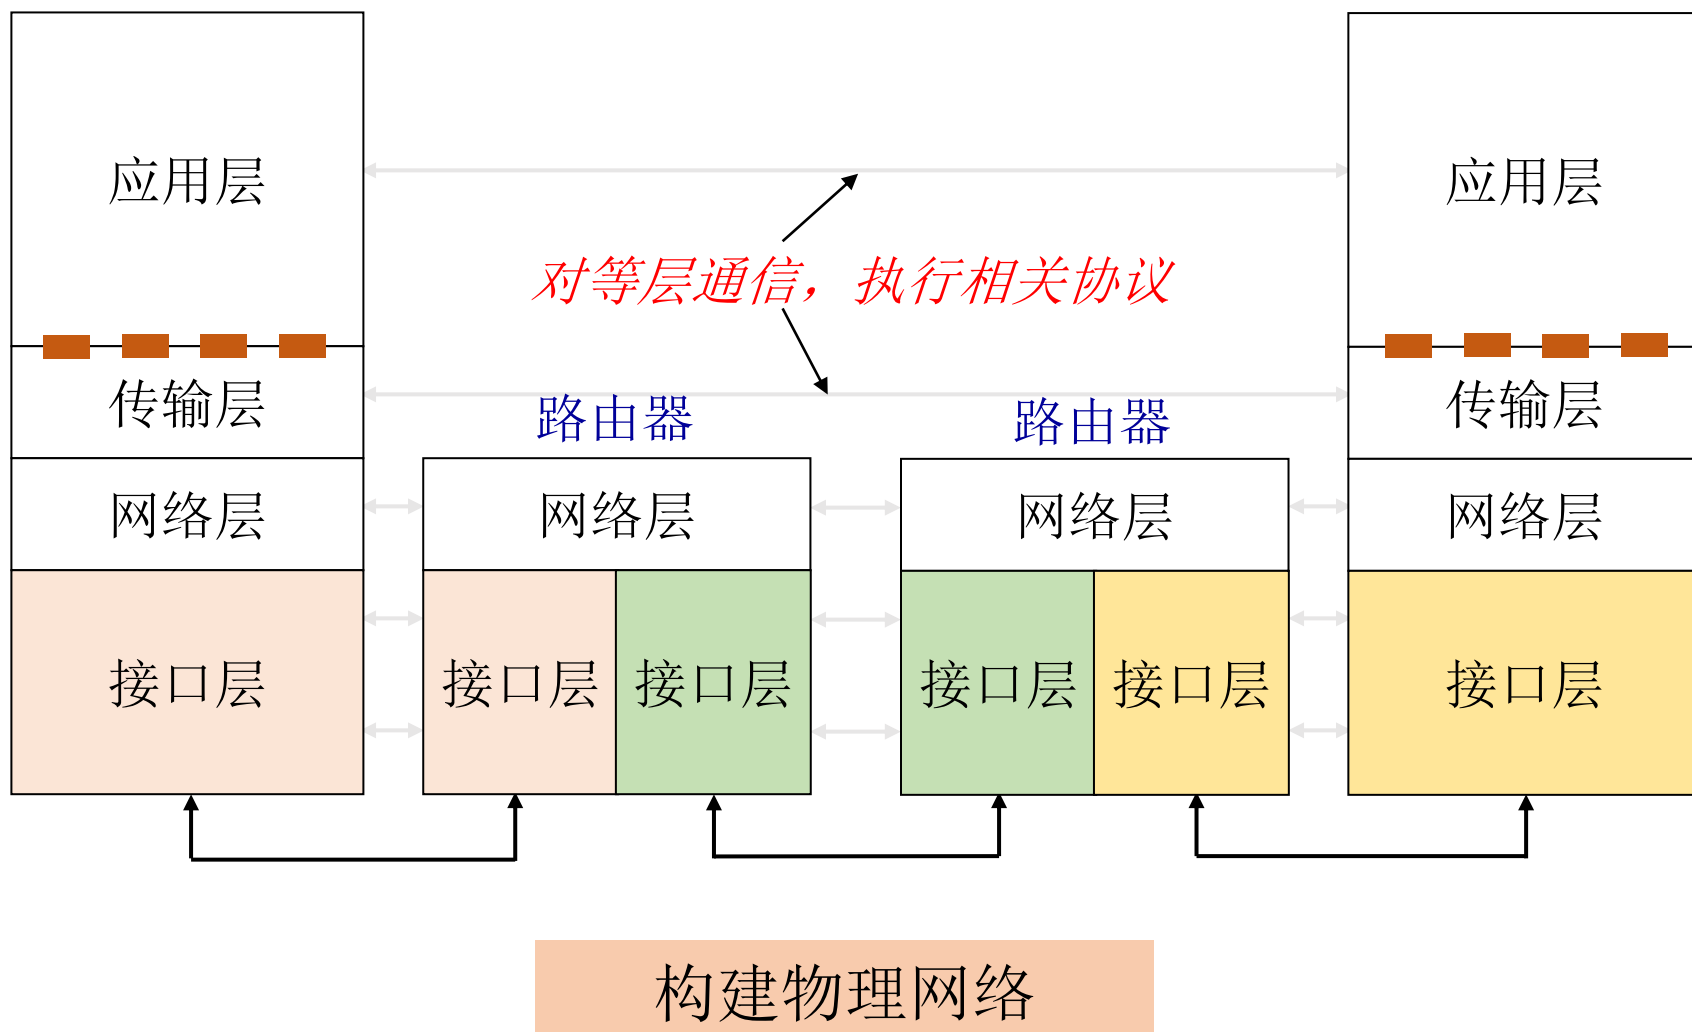 应用层
应用层
对等层通信，执行相关协议
传输层
路由器
路由器
传输层
网络层
网络层
网络层
网络层
接口层
接口层
接口层
接口层
接口层
接口层
构建物理网络